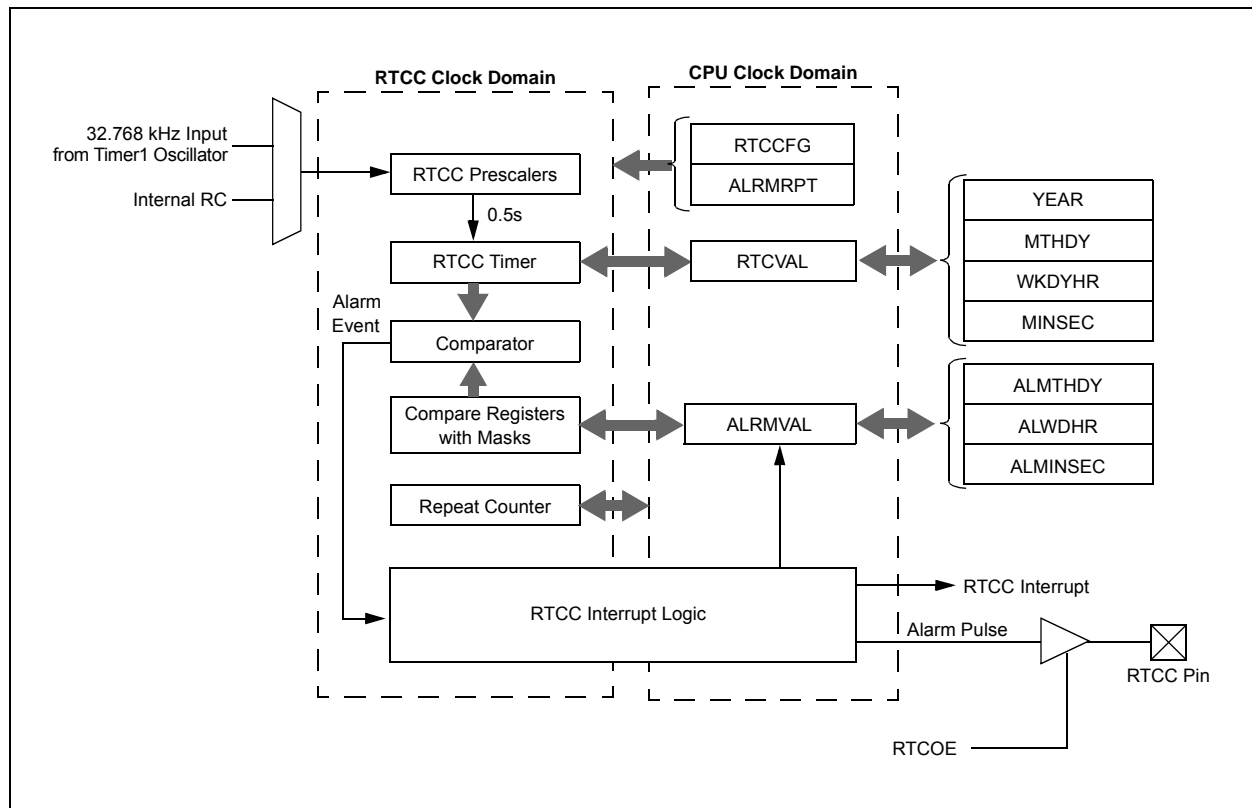 RTCC Clock Domain
CPU Clock Domain
32.768 kHz Input
from Timer1 Oscillator
Internal RC
RTCC Prescalers
0.5s
RTCC Timer
Alarm
Event
Comparator
Compare Registers
with Masks
Repeat Counter
RTCC Interrupt Logic
RTCCFG
ALRMRPT
RTCVAL
ALRMVAL
YEAR
MTHDY
WKDYHR
MINSEC
ALMTHDY
ALWDHR
ALMINSEC
RTCC Interrupt
Alarm Pulse
RTCC Pin
RTCOE